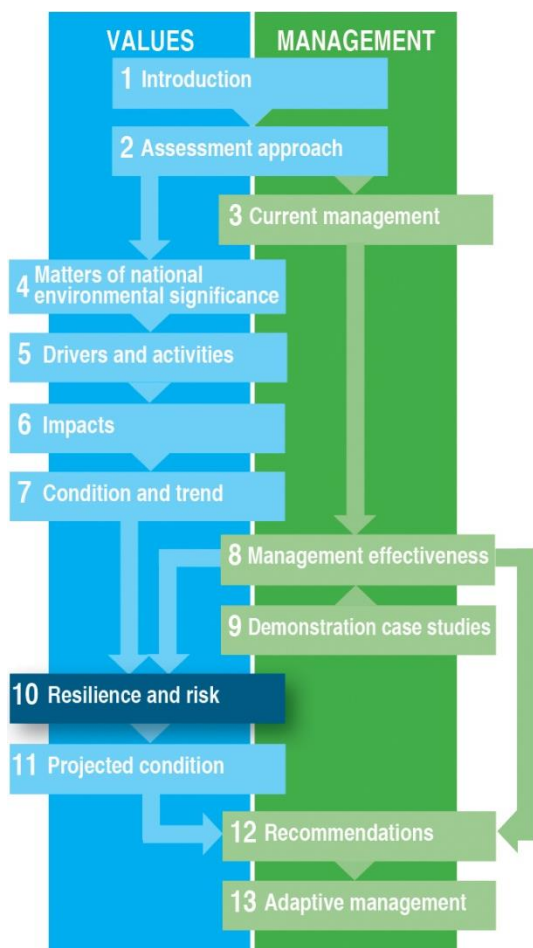 VALUES MANAGEMENT
1 Introduction
2 Assessment approach
3 Current management
4 Matters of national
environmental significance
5 Drivers and activities
6 Impacts
7 Condition and trend
8 Management effectiveness
9 Demonstration case studies
10 Resilience and risk
11 Projected condition
12 Recommendations
13 Adaptive management